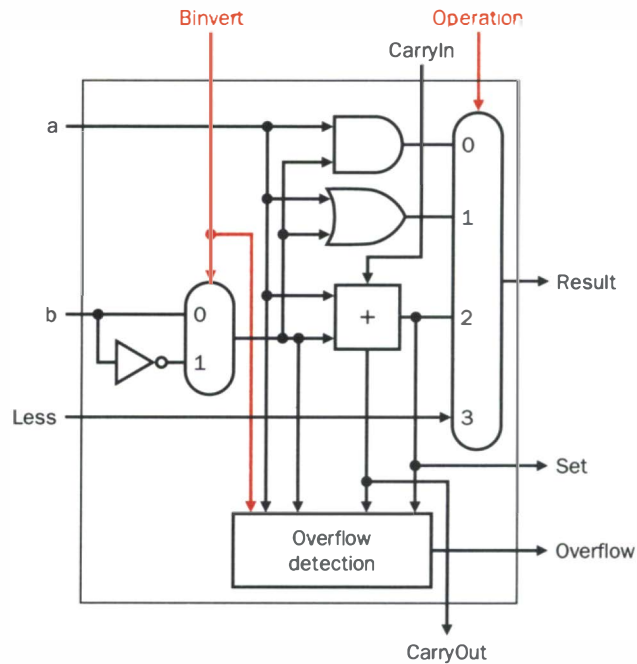 Binvert
Operation
CarryIn
a
0
1
b
0
+
2
Result
1
Less
3
Set
Overflow
detection
Overflow
CarryOut